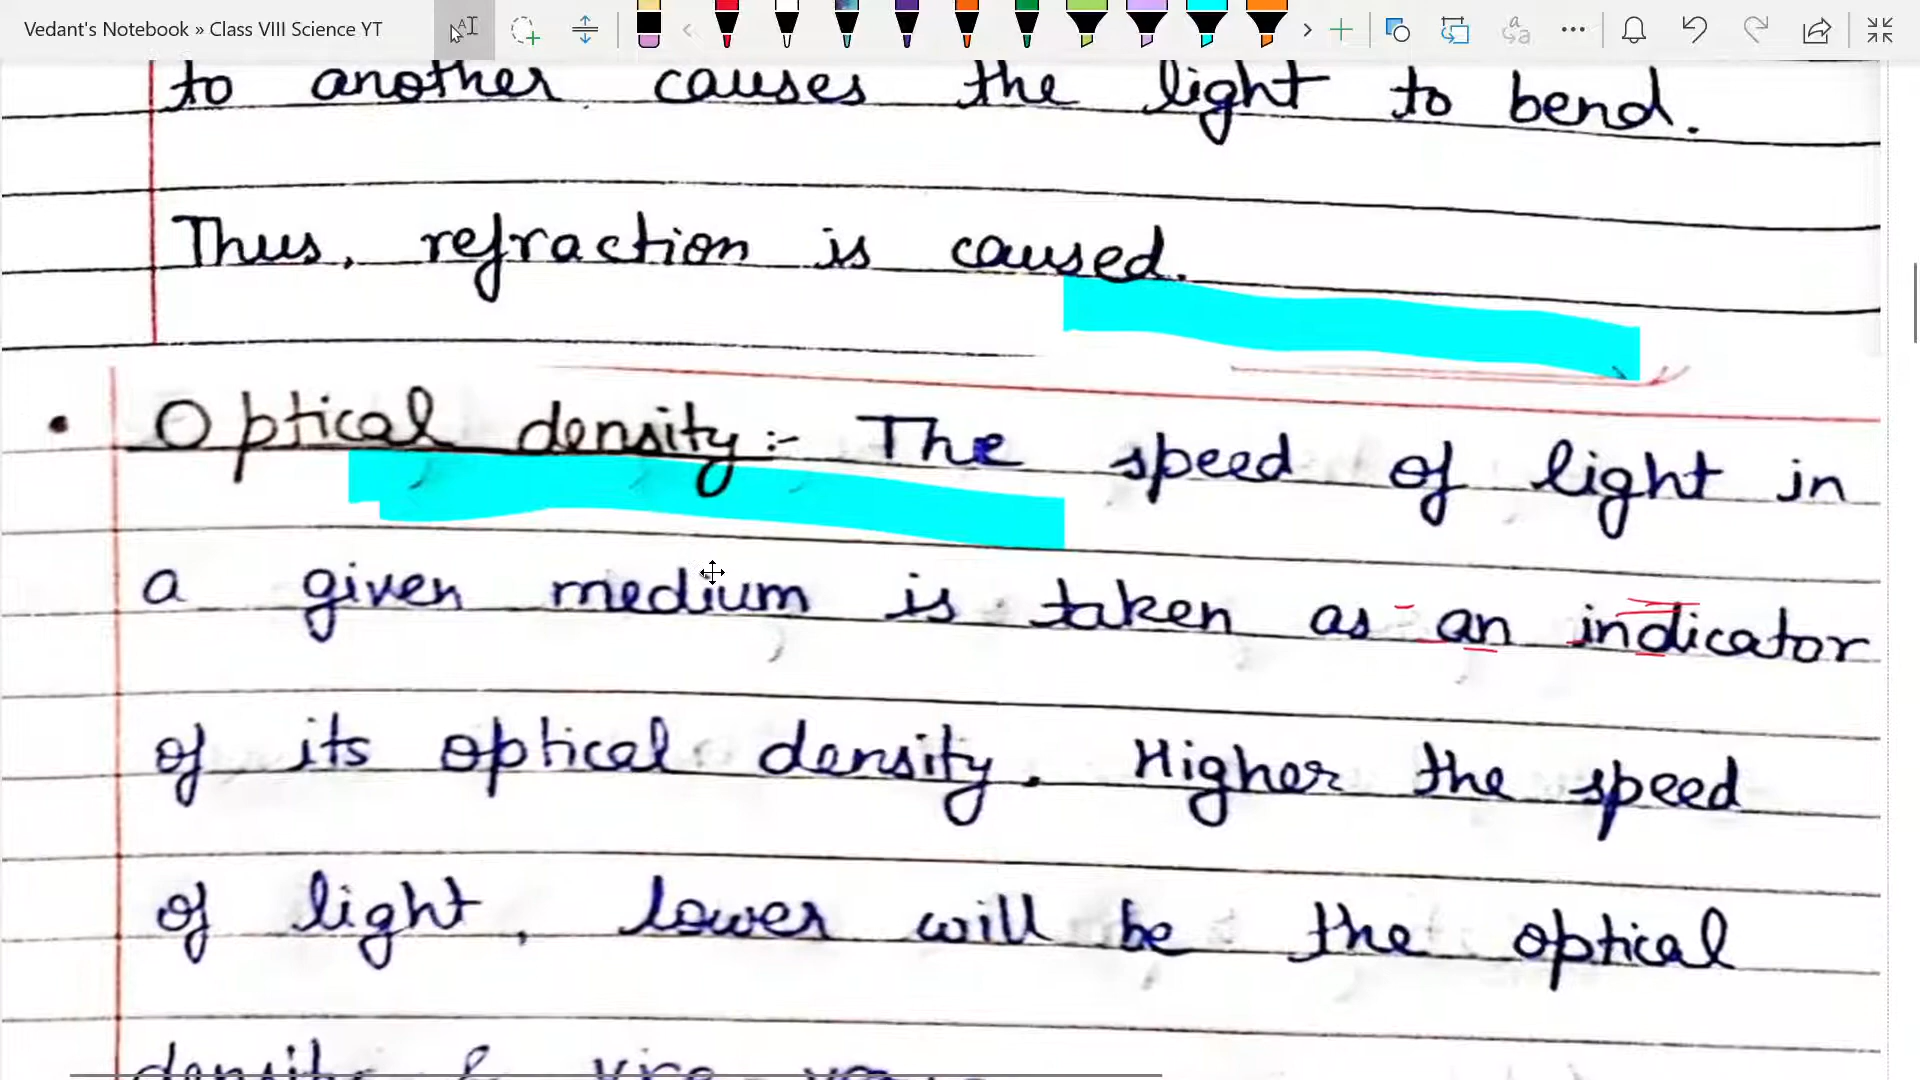 Vedant's Notebook » Class VIII Science YT
to another causes the light to bend.
Thus, refraction is caused.
• Optical density :- The speed of light in
a given medium is taken as an indicator
of its optical density. Higher the speed
of light, lower will be the optical
density &